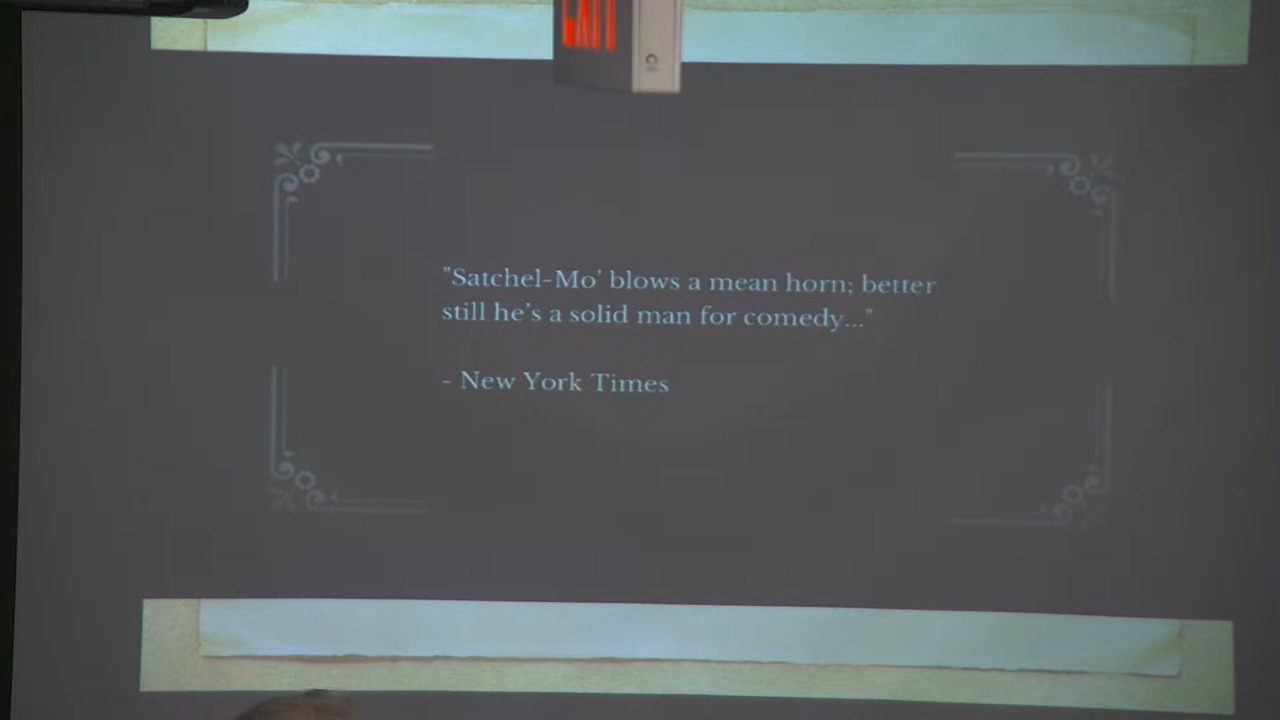 "Satchel-Mo' blows a mean horn; better
still he's a solid man for comedy..."
- New York Times